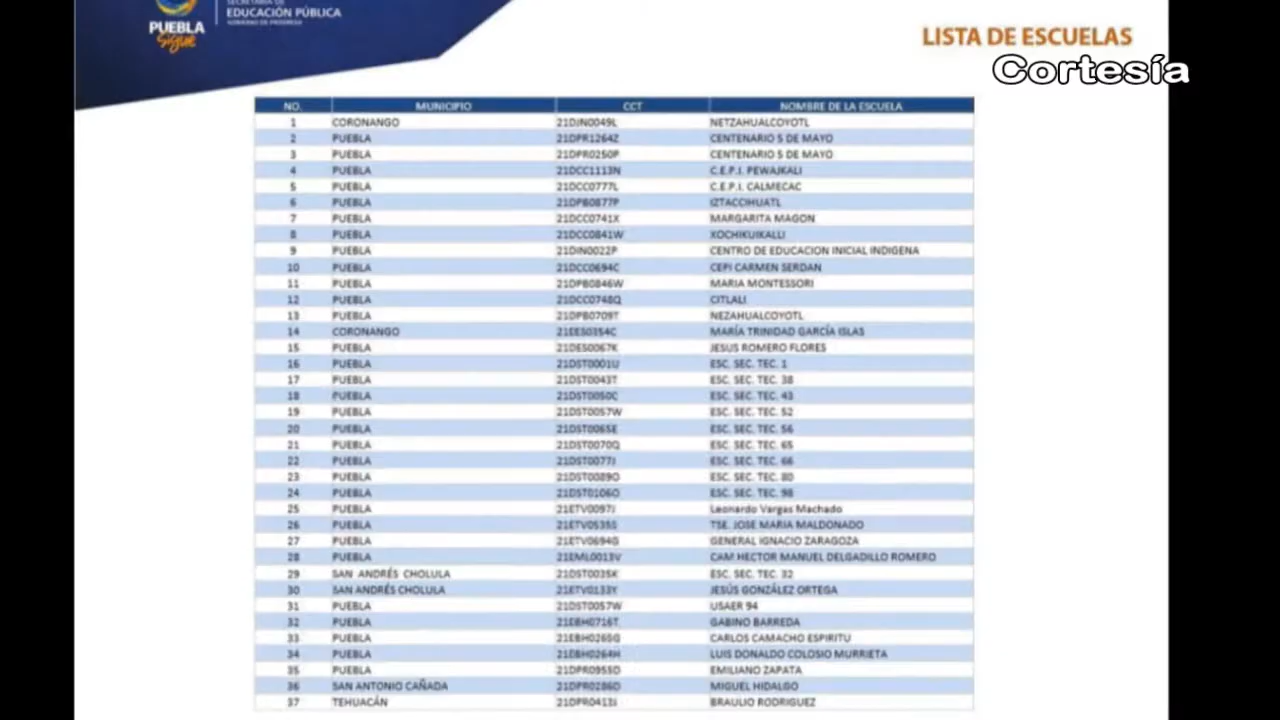 SECRETARÍA DE
EDUCACIÓN PÚBLICA
GOBIERNO DE PROGRESO
PUEBLA
Sigue
LISTA DE ESCUELAS
Cortesía
NO. MUNICIPIO CCT NOMBRE DE LA ESCUELA
1 CORONANGO 21DJN0049L NETZAHUALCOYOTL
2 PUEBLA 21DPR1264Z CENTENARIO 5 DE MAYO
3 PUEBLA 21DPR0250P CENTENARIO 5 DE MAYO
4 PUEBLA 21DCC1113N C.E.P.I. PEWAJKALI
5 PUEBLA 21DCC0777L C.E.P.I. CALMECAC
6 PUEBLA 21DPB0877P IZTACCIHUATL
7 PUEBLA 21DCC0741X MARGARITA MAGON
8 PUEBLA 21DCC0841W XOCHIKUIKALLI
9 PUEBLA 21DIN0022P CENTRO DE EDUCACION INICIAL INDIGENA
10 PUEBLA 21DCC0694C CEPI CARMEN SERDAN
11 PUEBLA 21DPB0846W MARIA MONTESSORI
12 PUEBLA 21DCC0748Q CITLALI
13 PUEBLA 21DPB0709T NEZAHUALCOYOTL
14 CORONANGO 21EES0354C MARÍA TRINIDAD GARCÍA ISLAS
15 PUEBLA 21DES0067K JESUS ROMERO FLORES
16 PUEBLA 21DST0001U ESC. SEC. TEC. 1
17 PUEBLA 21DST0043T ESC. SEC. TEC. 38
18 PUEBLA 21DST0050C ESC. SEC. TEC. 43
19 PUEBLA 21DST0057W ESC. SEC. TEC. 52
20 PUEBLA 21DST0065E ESC. SEC. TEC. 56
21 PUEBLA 21DST0070Q ESC. SEC. TEC. 65
22 PUEBLA 21DST0077J ESC. SEC. TEC. 66
23 PUEBLA 21DST0089O ESC. SEC. TEC. 80
24 PUEBLA 21DST0106O ESC. SEC. TEC. 98
25 PUEBLA 21ETV0097J Leonardo Vargas Machado
26 PUEBLA 21ETV0535S TSE. JOSE MARIA MALDONADO
27 PUEBLA 21ETV0694G GENERAL IGNACIO ZARAGOZA
28 PUEBLA 21EML0013V CAM HECTOR MANUEL DELGADILLO ROMERO
29 SAN ANDRÉS CHOLULA 21DST0035K ESC. SEC. TEC. 32
30 SAN ANDRÉS CHOLULA 21ETV0133Y JESÚS GONZÁLEZ ORTEGA
31 PUEBLA 21DST0057W USAER 94
32 PUEBLA 21EBH0716T GABINO BARREDA
33 PUEBLA 21EBH0265G CARLOS CAMACHO ESPIRITU
34 PUEBLA 21EBH0264H LUIS DONALDO COLOSIO MURRIETA
35 PUEBLA 21DPR0955D EMILIANO ZAPATA
36 SAN ANTONIO CAÑADA 21DPR0286D MIGUEL HIDALGO
37 TEHUACÁN 21DPR0413J BRAULIO RODRIGUEZ